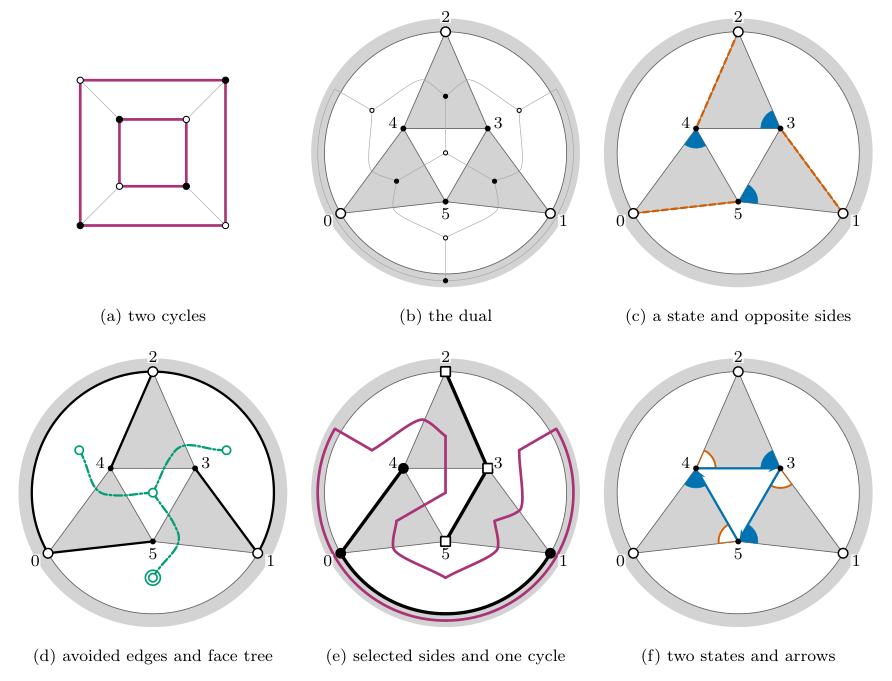 2 2
4 3 4 3
0 5 1 0 5 1
(a) two cycles (b) the dual (c) a state and opposite sides
2 2 2
4 3 4 3 4 3
0 5 1 0 5 1 0 5 1
(d) avoided edges and face tree (e) selected sides and one cycle (f) two states and arrows